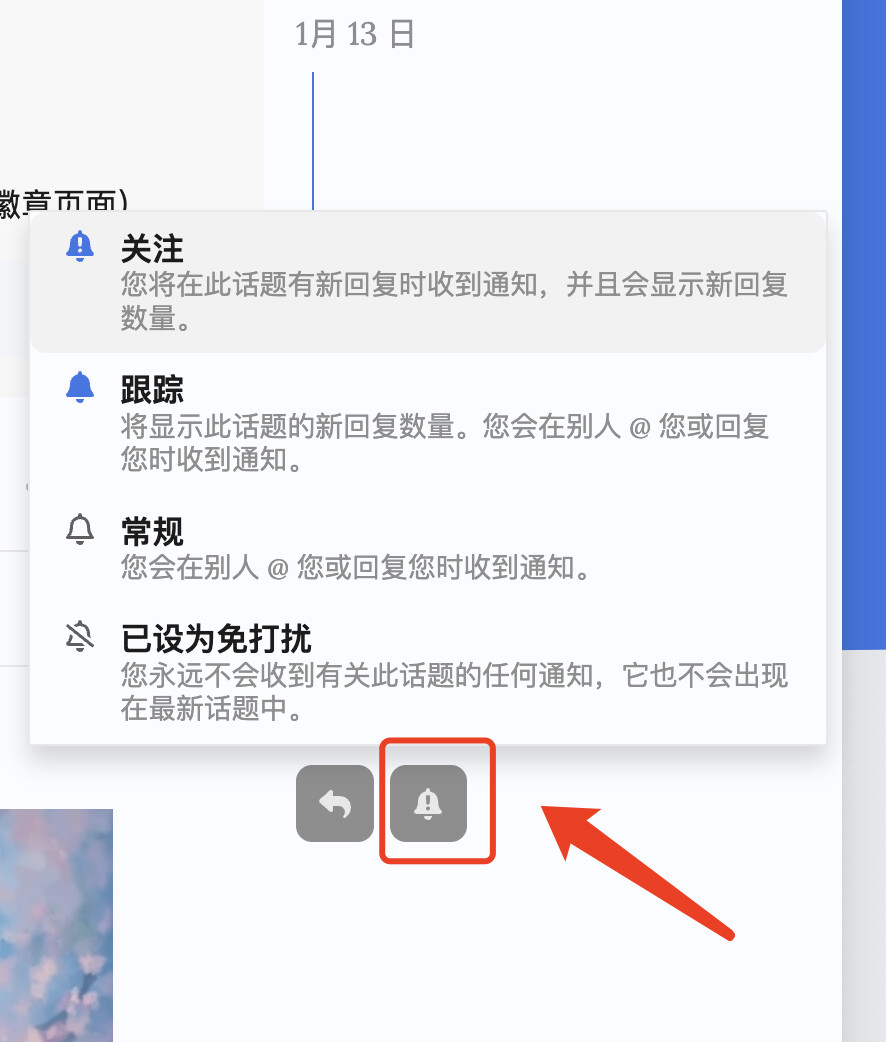 1月 13 日
徽章页面）
关注
您将在此话题有新回复时收到通知，并且会显示新回复
数量。
跟踪
将显示此话题的新回复数量。您会在别人 @ 您或回复
您时收到通知。
常规
您会在别人 @ 您或回复您时收到通知。
已设为免打扰
您永远不会收到有关此话题的任何通知，它也不会出现
在最新话题中。